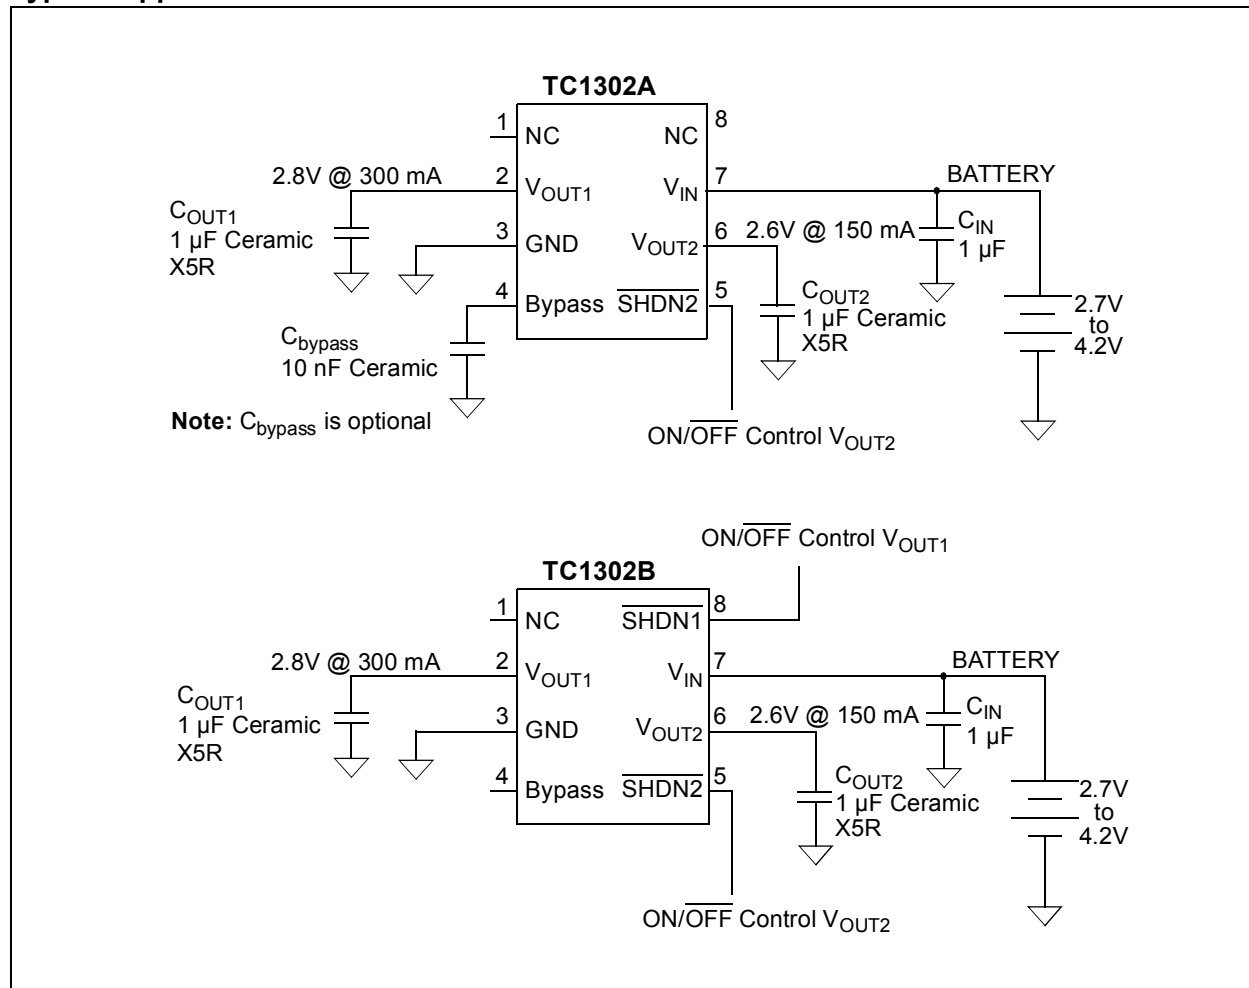 TC1302A
1 NC NC 8
2.8V @ 300 mA 2 VOUT1 VIN 7 BATTERY
COUT1
1 µF Ceramic
X5R
3 GND VOUT2 6 2.6V @ 150 mA
CIN
1 µF
4 Bypass SHDN2 5
COUT2
1 µF Ceramic
X5R
2.7V
to
4.2V
Cbypass
10 nF Ceramic
Note: Cbypass is optional
ON/OFF Control VOUT2
ON/OFF Control VOUT1
TC1302B
1 NC SHDN1 8
2.8V @ 300 mA 2 VOUT1 VIN 7 BATTERY
COUT1
1 µF Ceramic
X5R
3 GND VOUT2 6 2.6V @ 150 mA
CIN
1 µF
4 Bypass SHDN2 5
COUT2
1 µF Ceramic
X5R
2.7V
to
4.2V
ON/OFF Control VOUT2